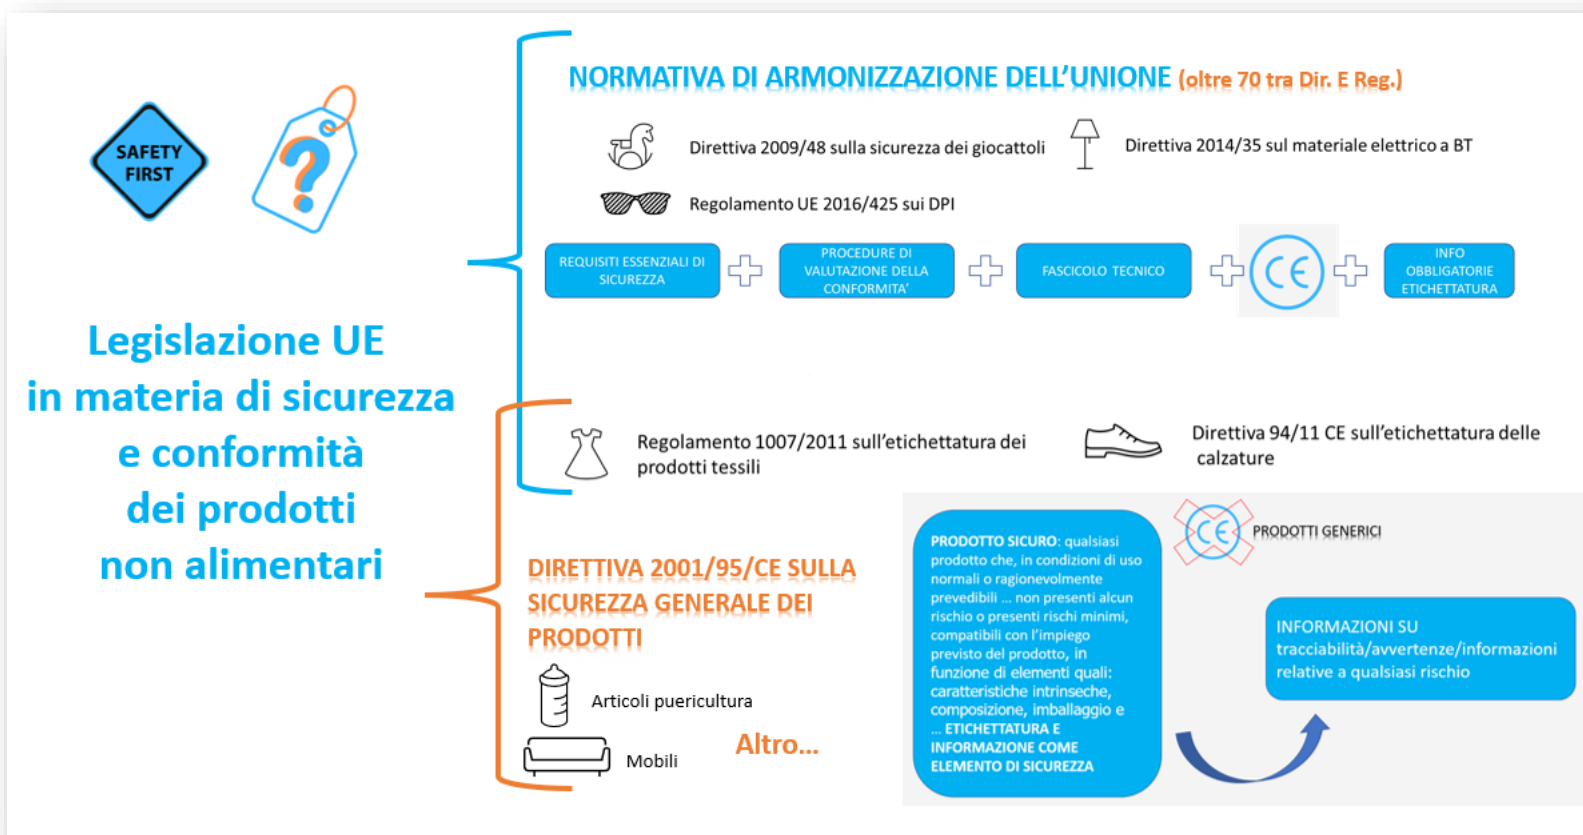 SAFETY
FIRST
?
Legislazione UE
in materia di sicurezza
e conformità
dei prodotti
non alimentari
NORMATIVA DI ARMONIZZAZIONE DELL'UNIONE (oltre 70 tra Dir. E Reg.)
Direttiva 2009/48 sulla sicurezza dei giocattoli
Direttiva 2014/35 sul materiale elettrico a BT
Regolamento UE 2016/425 sui DPI
REQUISITI ESSENZIALI DI
SICUREZZA
PROCEDURE DI
VALUTAZIONE DELLA
CONFORMITA'
FASCICOLO TECNICO
CE
INFO
OBBLIGATORIE
ETICHETTATURA
Regolamento 1007/2011 sull'etichettatura dei
prodotti tessili
Direttiva 94/11 CE sull'etichettatura delle
calzature
DIRETTIVA 2001/95/CE SULLA
SICUREZZA GENERALE DEI
PRODOTTI
Articoli puericultura
Mobili
Altro...
PRODOTTO SICURO: qualsiasi
prodotto che, in condizioni di uso
normali o ragionevolmente
prevedibili ... non presenti alcun
rischio o presenti rischi minimi,
compatibili con l'impiego
previsto del prodotto, in
funzione di elementi quali:
caratteristiche intrinseche,
composizione, imballaggio e
... ETICHETTATURA E
INFORMAZIONE COME
ELEMENTO DI SICUREZZA
CE
PRODOTTI GENERICI
INFORMAZIONI SU
tracciabilità/avvertenze/informazioni
relative a qualsiasi rischio